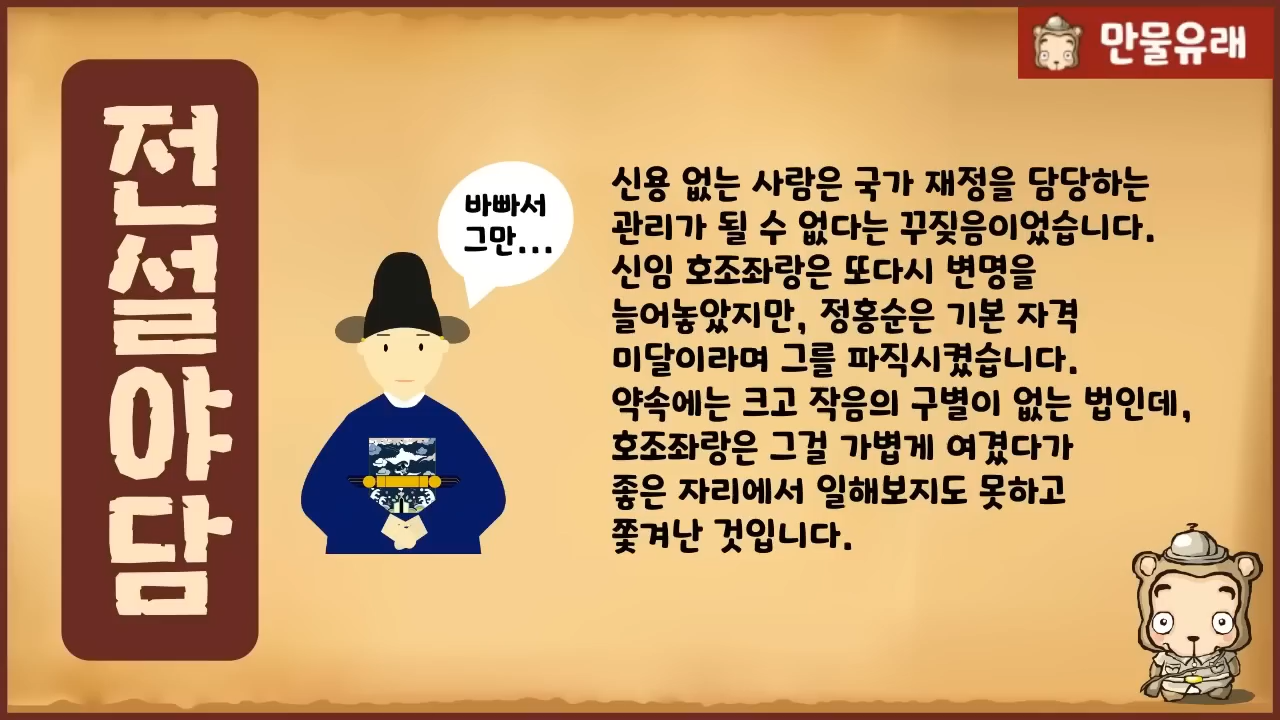 만물유래
전설야담
바빠서
그만...
신용 없는 사람은 국가 재정을 담당하는
관리가 될 수 없다는 꾸짖음이었습니다.
신임 호조좌랑은 또다시 변명을
늘어놓았지만, 정홍순은 기본 자격
미달이라며 그를 파직시켰습니다.
약속에는 크고 작음의 구별이 없는 법인데,
호조좌랑은 그걸 가볍게 여겼다가
좋은 자리에서 일해보지도 못하고
쫓겨난 것입니다.